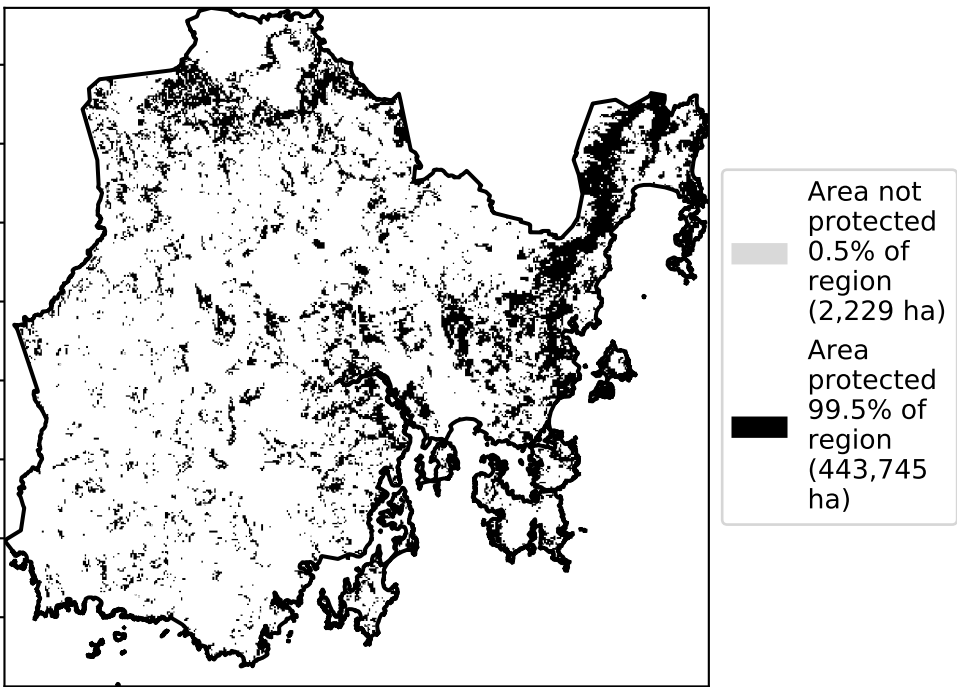 Area not
protected
0.5% of
region
(2,229 ha)
Area
protected
99.5% of
region
(443,745
ha)